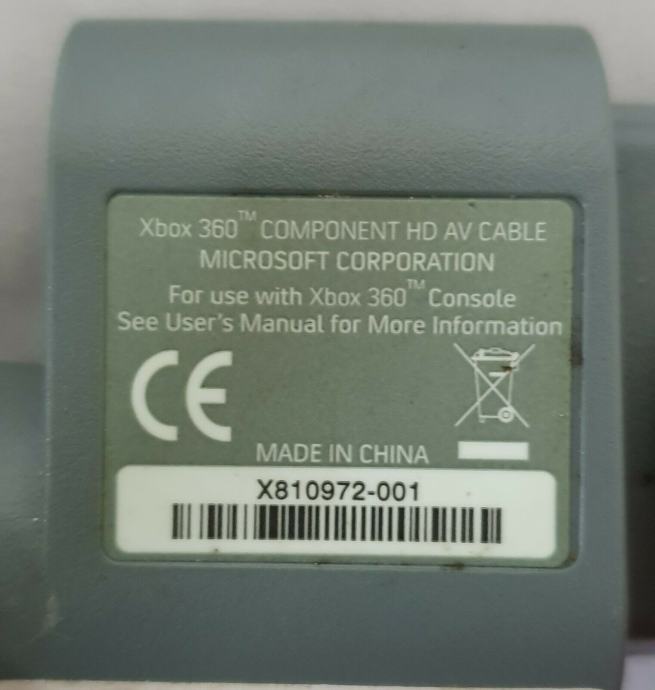 Xbox 360™ COMPONENT HD AV CABLE
MICROSOFT CORPORATION
For use with Xbox 360™ Console
See User's Manual for More Information
CE
MADE IN CHINA
X810972-001